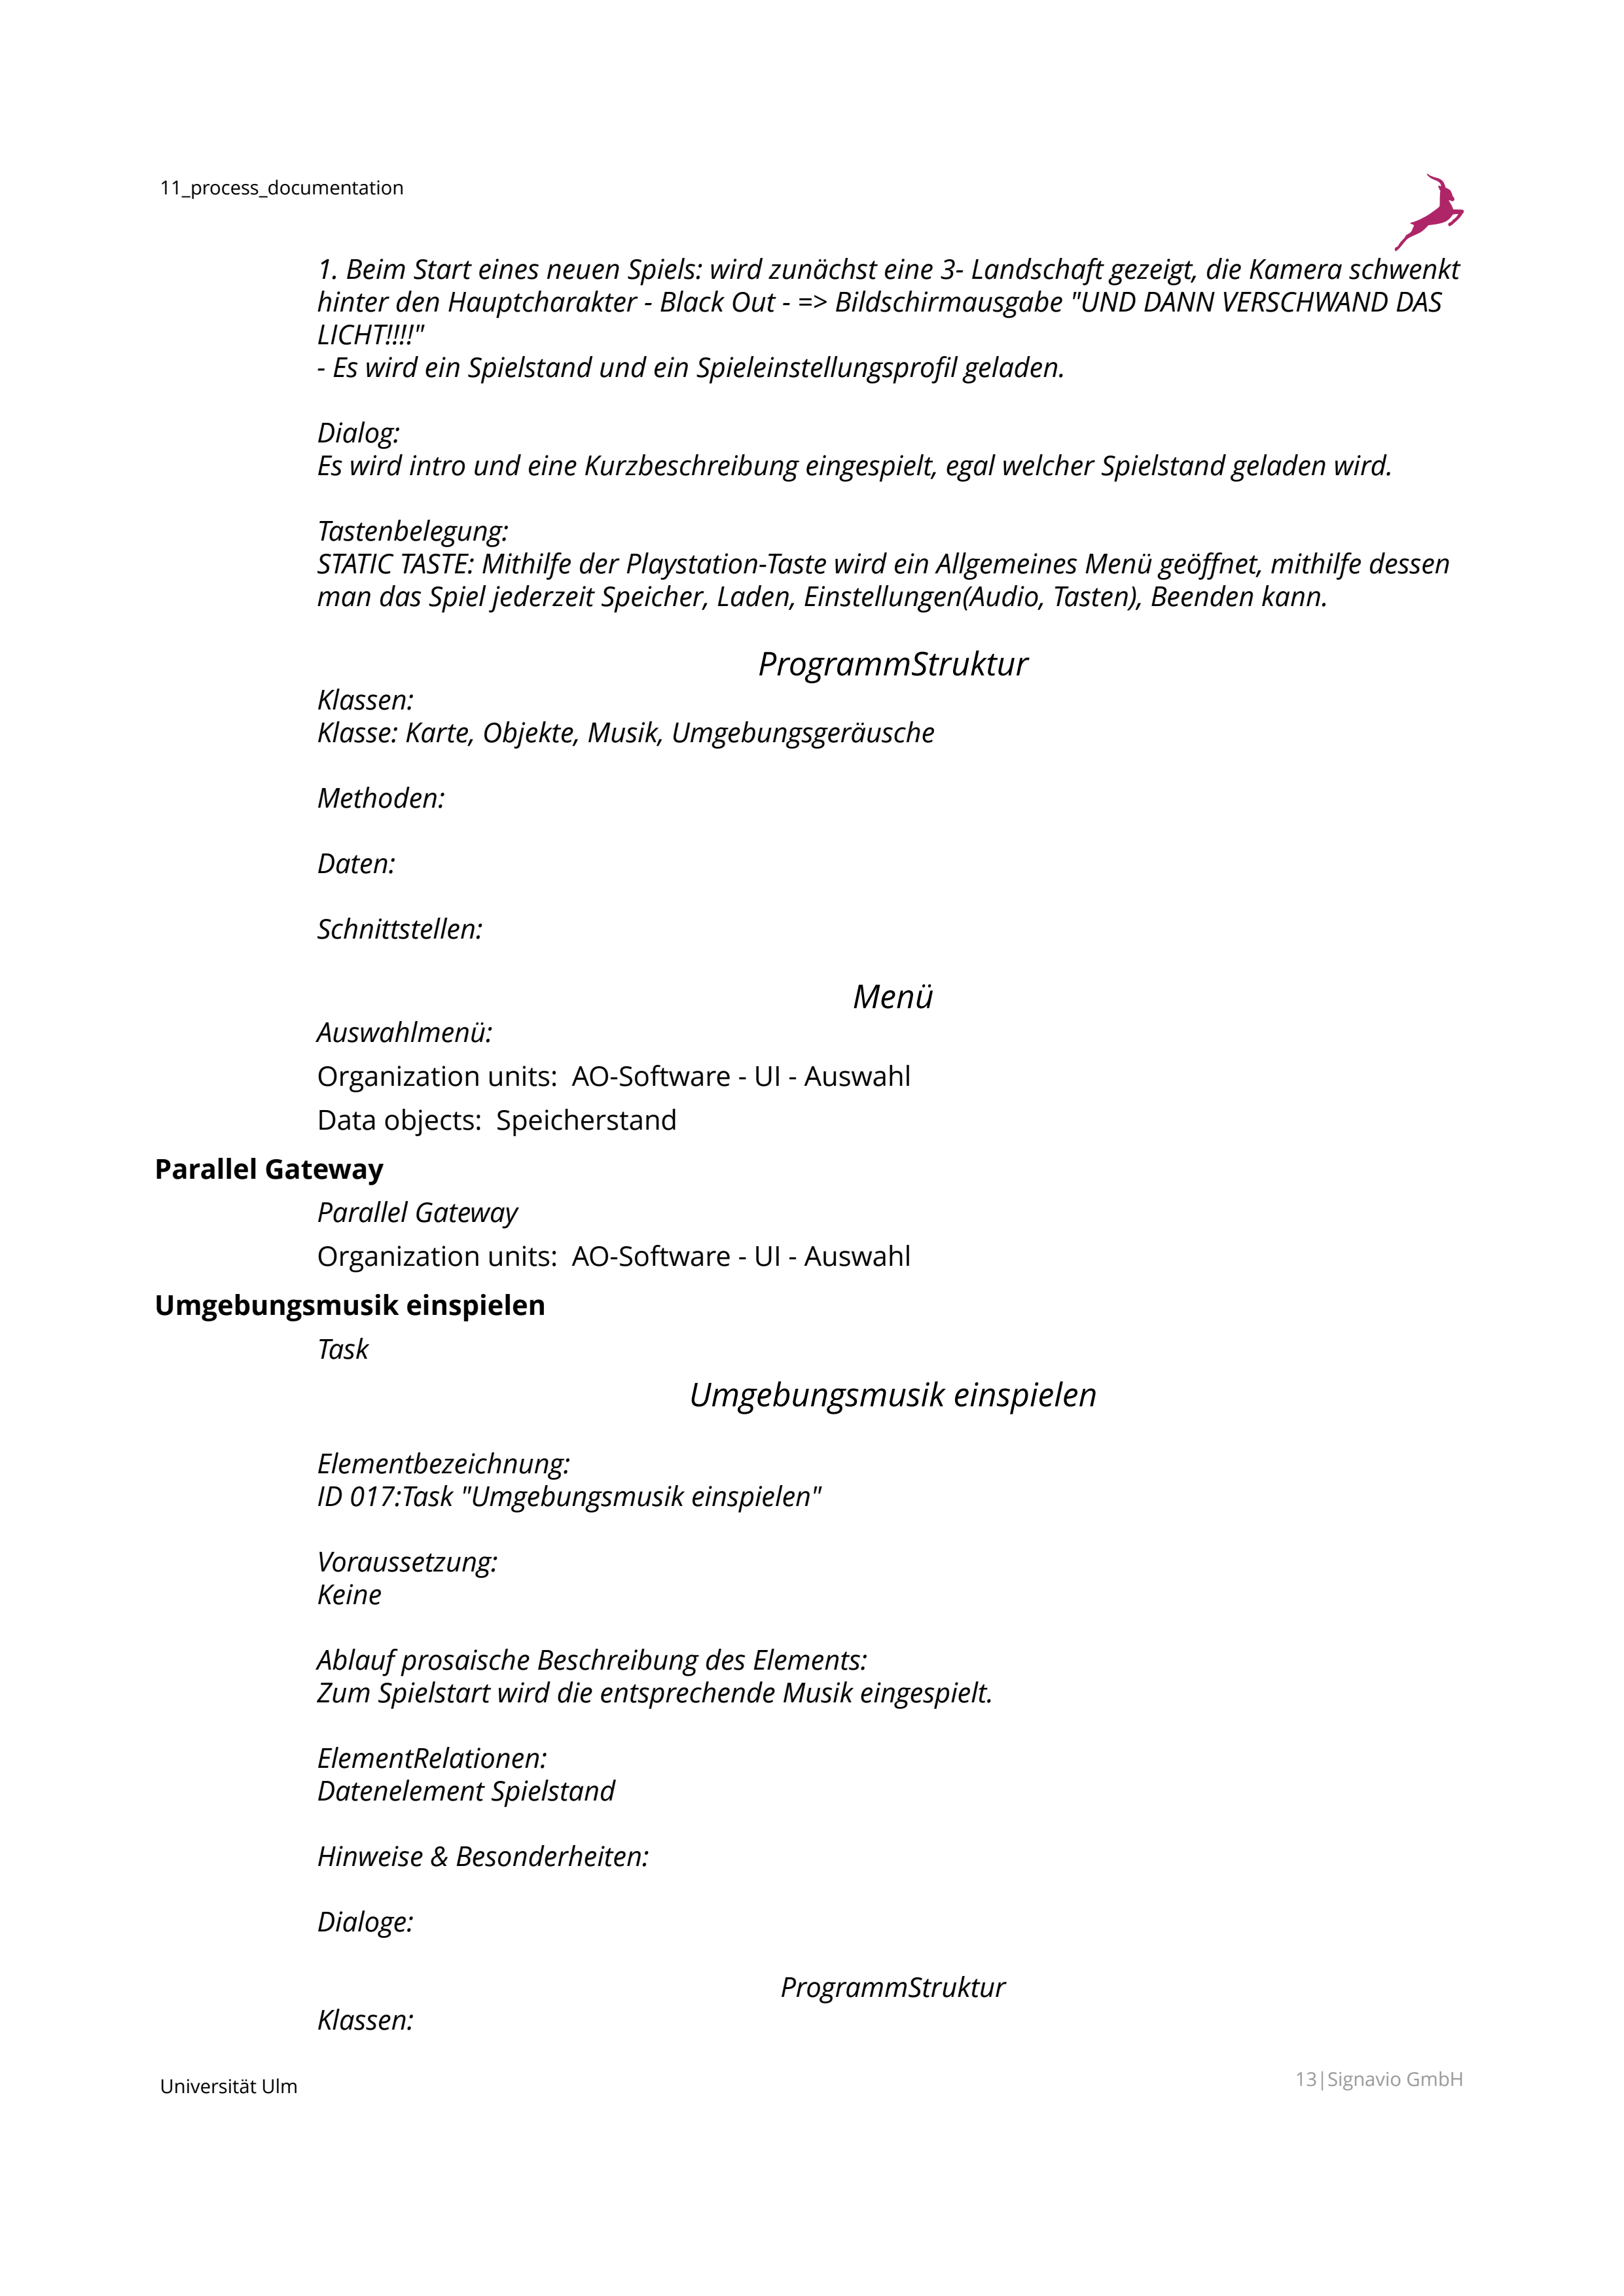 11_process_documentation
1. Beim Start eines neuen Spiels: wird zunächst eine 3- Landschaft gezeigt, die Kamera schwenkt
hinter den Hauptcharakter - Black Out - => Bildschirmausgabe "UND DANN VERSCHWAND DAS
LICHT!!!!"
- Es wird ein Spielstand und ein Spieleinstellungsprofil geladen.
Dialog:
Es wird intro und eine Kurzbeschreibung eingespielt, egal welcher Spielstand geladen wird.
Tastenbelegung:
STATIC TASTE: Mithilfe der Playstation-Taste wird ein Allgemeines Menü geöffnet, mithilfe dessen
man das Spiel jederzeit Speicher, Laden, Einstellungen(Audio, Tasten), Beenden kann.
ProgrammStruktur
Klassen:
Klasse: Karte, Objekte, Musik, Umgebungsgeräusche
Methoden:
Daten:
Schnittstellen:
Menü
Auswahlmenü:
Organization units:  AO-Software - UI - Auswahl
Data objects:  Speicherstand
Parallel Gateway
Parallel Gateway
Organization units:  AO-Software - UI - Auswahl
Umgebungsmusik einspielen
Task
Umgebungsmusik einspielen
Elementbezeichnung:
ID 017:Task "Umgebungsmusik einspielen"
Voraussetzung:
Keine
Ablauf prosaische Beschreibung des Elements:
Zum Spielstart wird die entsprechende Musik eingespielt.
ElementRelationen:
Datenelement Spielstand
Hinweise & Besonderheiten:
Dialoge:
ProgrammStruktur
Klassen:
Universität Ulm
13|Signavio GmbH